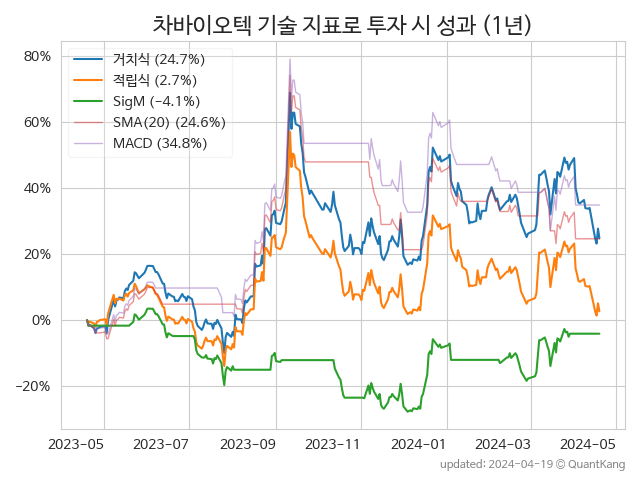 차바이오텍 기술 지표로 투자 시 성과 (1년)
거치식 (24.7%)
적립식 (2.7%)
SigM (−4.1%)
SMA(20) (24.6%)
MACD (34.8%)
80%
60%
40%
20%
0%
−20%
2023-05 2023-07 2023-09 2023-11 2024-01 2024-03 2024-05
updated: 2024-04-19 © QuantKang